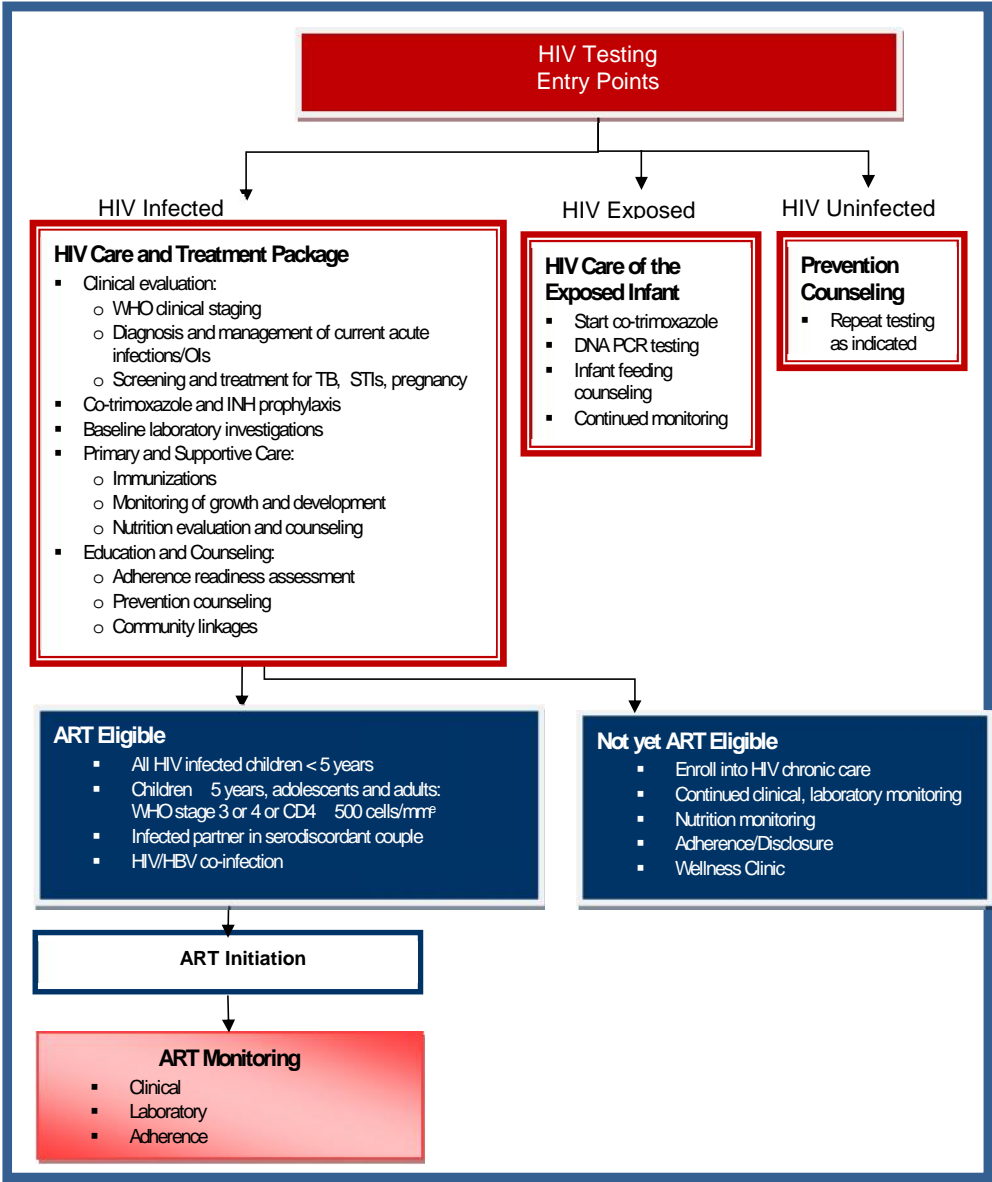 HIV Testing
Entry Points
HIV Infected
HIV Care and Treatment Package
▪ Clinical evaluation:
o WHO clinical staging
o Diagnosis and management of current acute
infections/OIs
o Screening and treatment for TB, STIs, pregnancy
▪ Co-trimoxazole and INH prophylaxis
▪ Baseline laboratory investigations
▪ Primary and Supportive Care:
o Immunizations
o Monitoring of growth and development
o Nutrition evaluation and counseling
▪ Education and Counseling:
o Adherence readiness assessment
o Prevention counseling
o Community linkages
HIV Exposed
HIV Care of the
Exposed Infant
▪ Start co-trimoxazole
▪ DNA PCR testing
▪ Infant feeding
counseling
▪ Continued monitoring
HIV Uninfected
Prevention
Counseling
▪ Repeat testing
as indicated
ART Eligible
▪ All HIV infected children < 5 years
▪ Children 5 years, adolescents and adults:
WHO stage 3 or 4 or CD4 500 cells/mm³
▪ Infected partner in serodiscordant couple
▪ HIV/HBV co-infection
Not yet ART Eligible
▪ Enroll into HIV chronic care
▪ Continued clinical, laboratory monitoring
▪ Nutrition monitoring
▪ Adherence/Disclosure
▪ Wellness Clinic
ART Initiation
ART Monitoring
▪ Clinical
▪ Laboratory
▪ Adherence